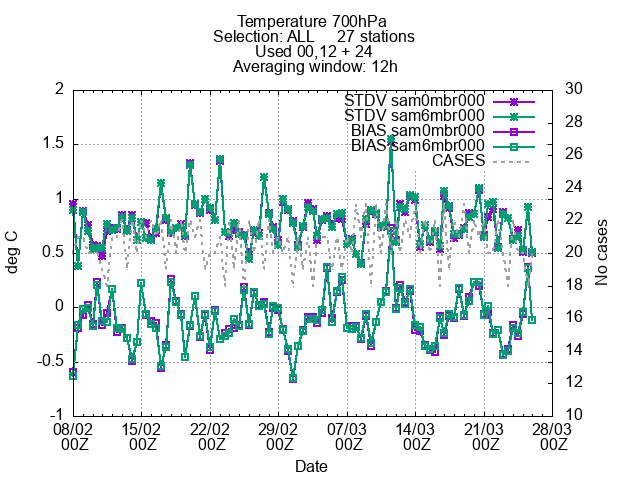 Temperature 700hPa
Selection: ALL 27 stations
Used 00,12 + 24
Averaging window: 12h
STDV sam0mbr000
STDV sam6mbr000
BIAS sam0mbr000
BIAS sam6mbr000
CASES
deg C
2
1.5
1
0.5
0
-0.5
-1
No cases
30
28
26
24
22
20
18
16
14
12
10
08/02 15/02 22/02 29/02 07/03 14/03 21/03 28/03
00Z 00Z 00Z 00Z 00Z 00Z 00Z 00Z
Date